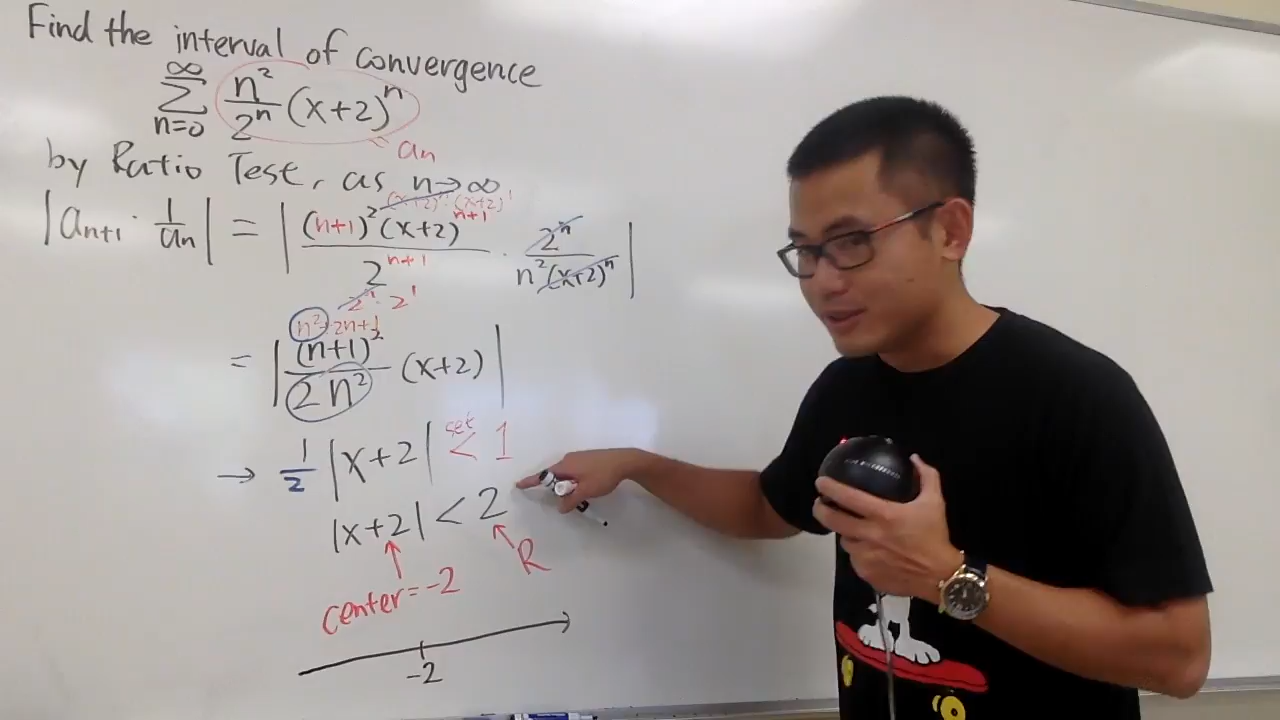 Find the interval of convergence
∞
∑ n²/2ⁿ (x+2)ⁿ
n=0
aₙ
by Ratio Test, as n→∞
(x+2)ⁿ·(x+2)¹
|aₙ₊₁ · 1/aₙ| = |(n+1)²(x+2)ⁿ⁺¹/2ⁿ⁺¹ · 2ⁿ/n²(x+2)ⁿ|
2ⁿ·2¹
n²+2n+1
= |(n+1)²/2n² (x+2)|
set
→ 1/2 |x+2| < 1
|x+2| < 2
R
center=-2
-2